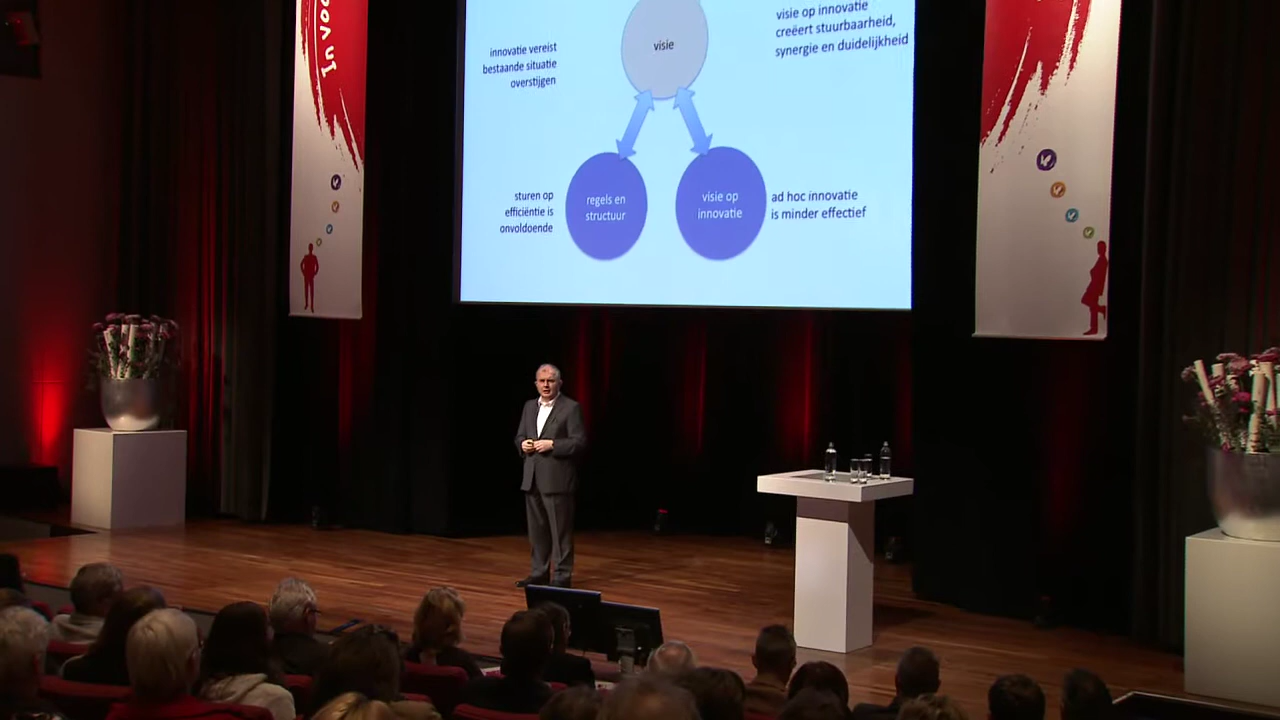 In voo
visie op innovatie
creëert stuurbaarheid,
synergie en duidelijkheid
innovatie vereist
bestaande situatie
overstijgen
visie
sturen op
efficiëntie is
onvoldoende
regels en
structuur
visie op
innovatie
ad hoc innovatie
is minder effectief